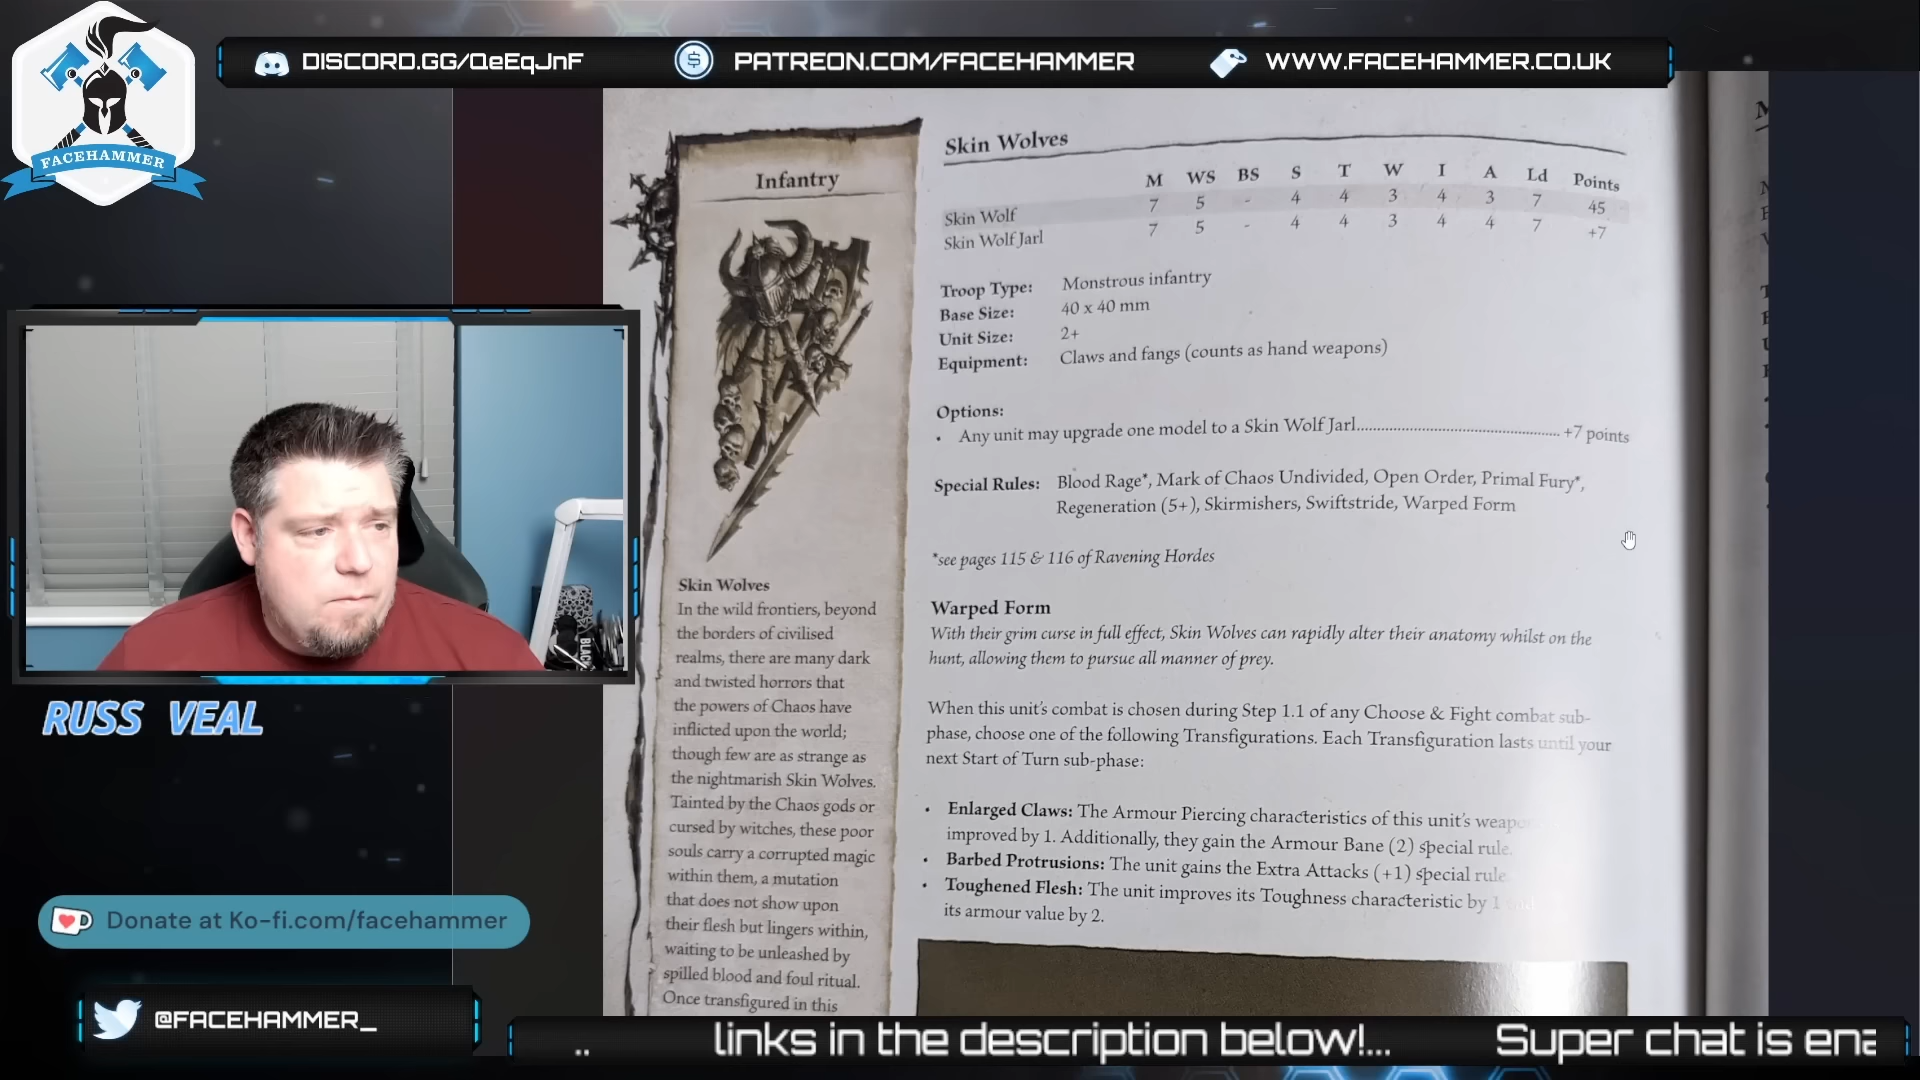 DISCORD.GG/QeEqJnF
PATREON.COM/FACEHAMMER
WWW.FACEHAMMER.CO.UK
FACEHAMMER
Infantry
Skin Wolves
In the wild frontiers, beyond
the borders of civilised
realms, there are many dark
and twisted horrors that
the powers of Chaos have
inflicted upon the world;
though few are as strange as
the nightmarish Skin Wolves.
Tainted by the Chaos gods or
cursed by witches, these poor
souls carry a corrupted magic
within them, a mutation
that does not show upon
their flesh but lingers within,
waiting to be unleashed by
spilled blood and foul ritual.
Once transfigured in this
Skin Wolves
M WS BS S T W I A Ld Points
Skin Wolf 7 5 - 4 4 3 4 3 7 45
Skin Wolf Jarl 7 5 - 4 4 3 4 4 7 +7
Troop Type: Monstrous infantry
Base Size: 40 x 40 mm
Unit Size: 2+
Equipment: Claws and fangs (counts as hand weapons)
Options:
• Any unit may upgrade one model to a Skin Wolf Jarl.................................................. +7 points
Special Rules: Blood Rage*, Mark of Chaos Undivided, Open Order, Primal Fury*,
Regeneration (5+), Skirmishers, Swiftstride, Warped Form
*see pages 115 & 116 of Ravening Hordes
Warped Form
With their grim curse in full effect, Skin Wolves can rapidly alter their anatomy whilst on the
hunt, allowing them to pursue all manner of prey.
When this unit's combat is chosen during Step 1.1 of any Choose & Fight combat sub-
phase, choose one of the following Transfigurations. Each Transfiguration lasts until your
next Start of Turn sub-phase:
• Enlarged Claws: The Armour Piercing characteristics of this unit's
improved by 1. Additionally, they gain the Armour Bane (2) special rule.
• Barbed Protrusions: The unit gains the Extra Attacks (+1) special rule.
• Toughened Flesh: The unit improves its Toughness characteristic by 1
its armour value by 2.
RUSS VEAL
Donate at Ko-fi.com/facehammer
@FACEHAMMER_
.. links in the description below!... Super chat is ena